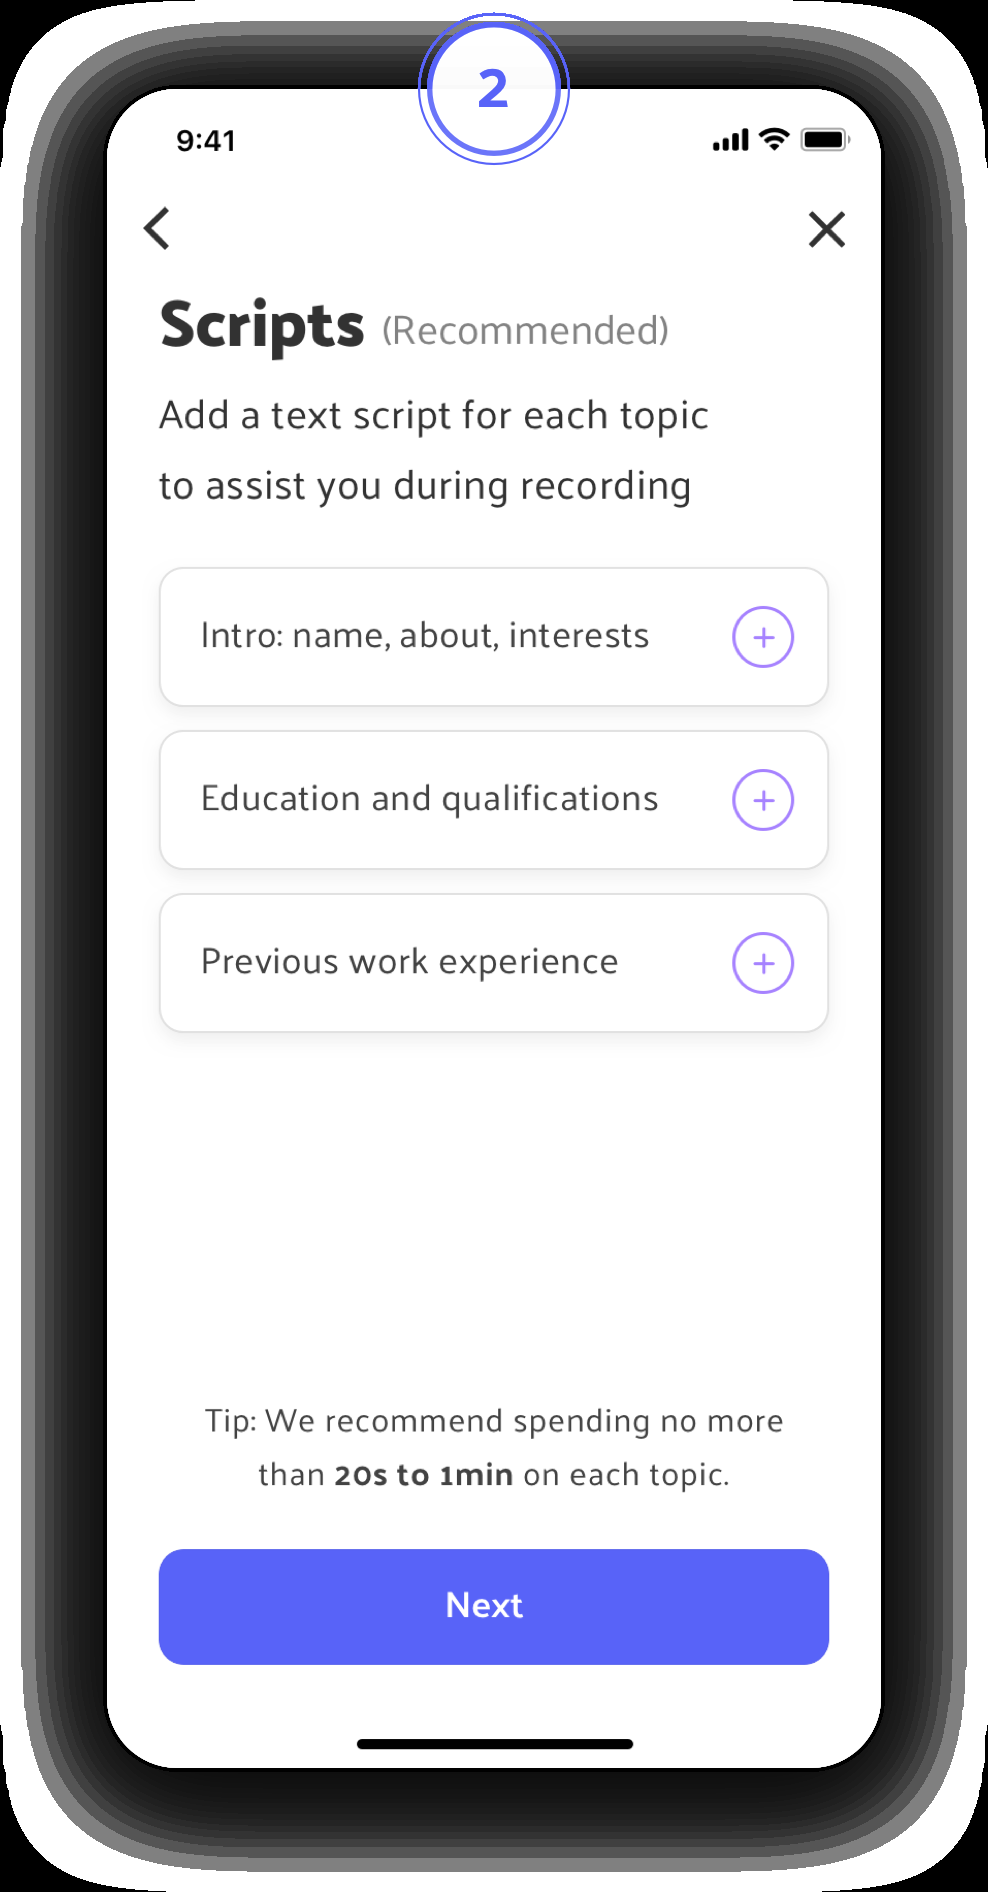 2
9:41
Scripts (Recommended)
Add a text script for each topic
to assist you during recording
Intro: name, about, interests
Education and qualifications
Previous work experience
Tip: We recommend spending no more
than 20s to 1min on each topic.
Next